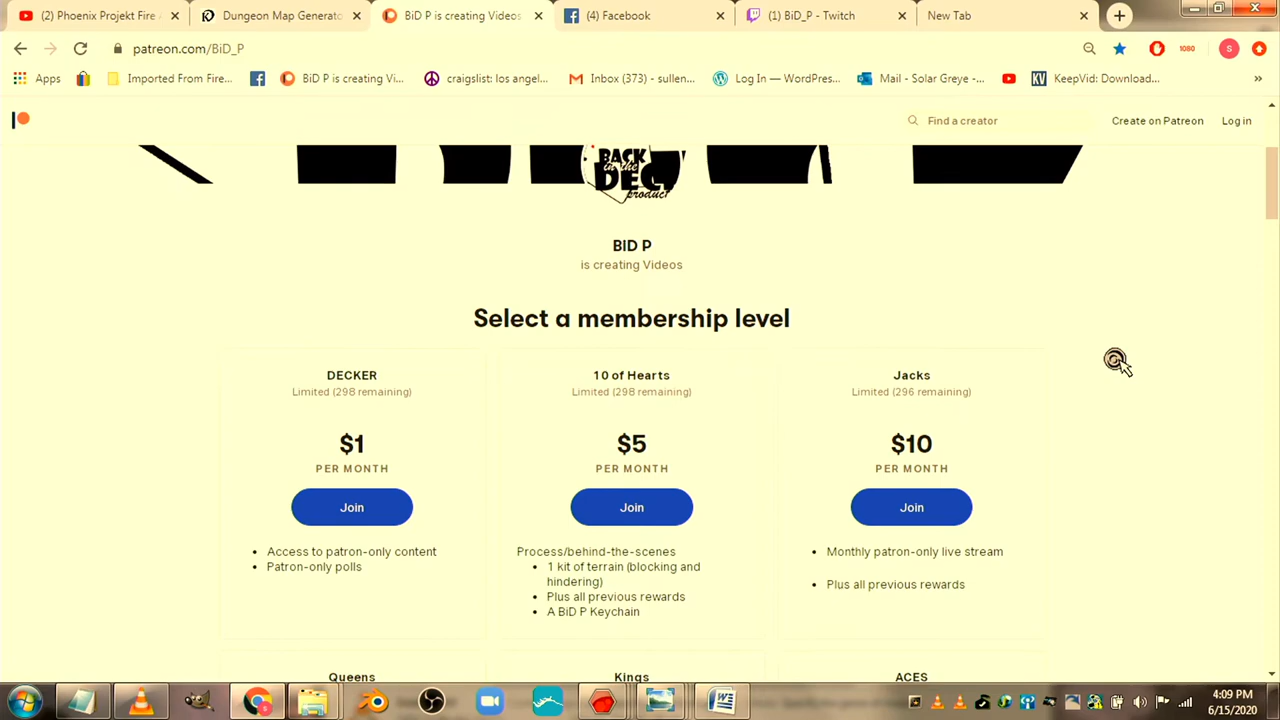 (2) Phoenix Projekt Fire
Dungeon Map Generato
BiD P is creating Videos
(4) Facebook
(1) BiD_P - Twitch
New Tab
patreon.com/BiD_P
1080
S
Apps
Imported From Fire...
BiD P is creating Vi...
craigslist: los angel...
Inbox (373) - sullen...
Log In — WordPres...
Mail - Solar Greye -...
KV
KeepVid: Download...
Find a creator
Create on Patreon
Log in
BACK
in the
DEC
product
BiD P
is creating Videos
Select a membership level
DECKER
Limited (298 remaining)
$1
PER MONTH
Join
Access to patron-only content
Patron-only polls
10 of Hearts
Limited (298 remaining)
$5
PER MONTH
Join
Process/behind-the-scenes
1 kit of terrain (blocking and
hindering)
Plus all previous rewards
A BiD P Keychain
Jacks
Limited (296 remaining)
$10
PER MONTH
Join
Monthly patron-only live stream
Plus all previous rewards
Queens
Kings
ACES
4:09 PM
6/15/2020